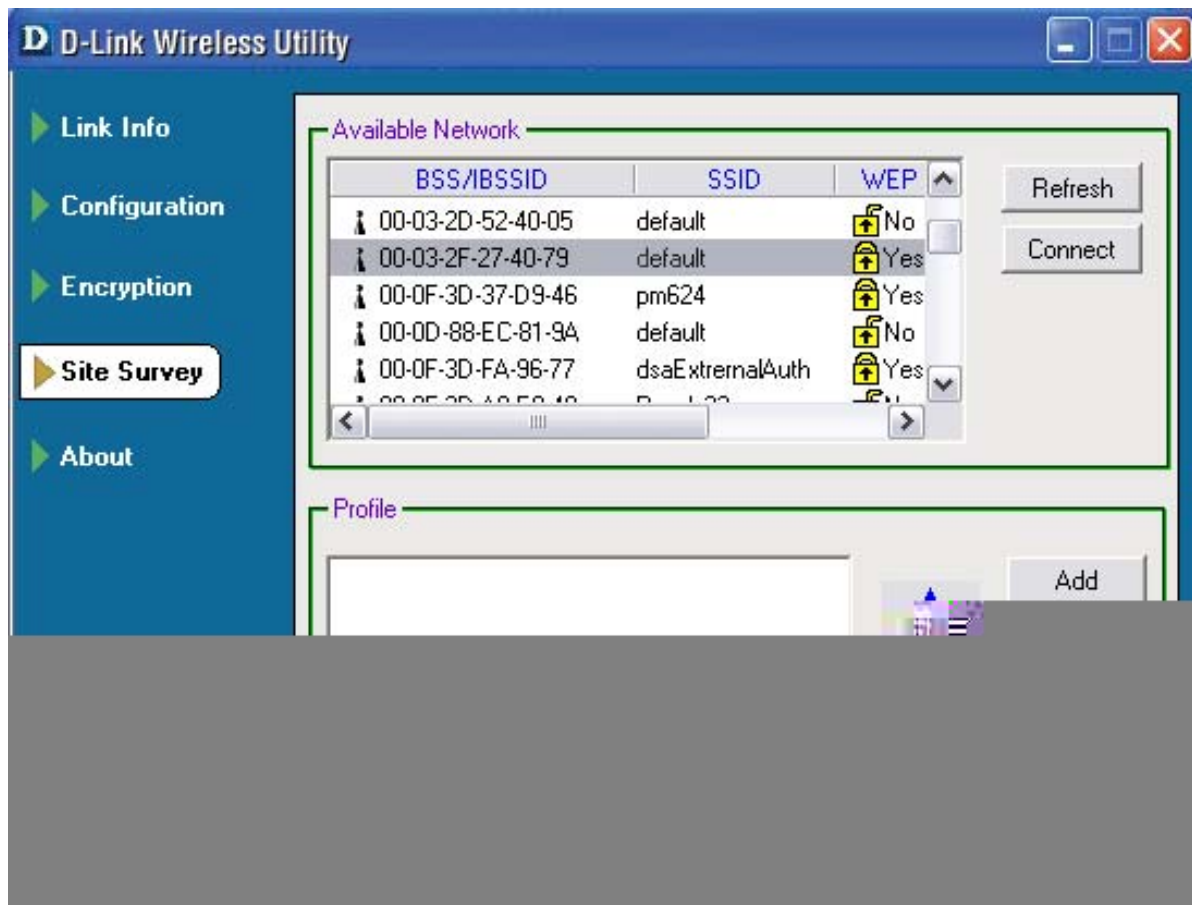 D D-Link Wireless Utility
Link Info
Configuration
Encryption
Site Survey
About
Available Network
BSS/IBSSID SSID WEP
00-03-2D-52-40-05 default No
00-03-2F-27-40-79 default Yes
00-0F-3D-37-D9-46 pm624 Yes
00-0D-88-EC-81-9A default No
00-0F-3D-FA-96-77 dsaExtrernalAuth Yes
Refresh
Connect
Profile
Add